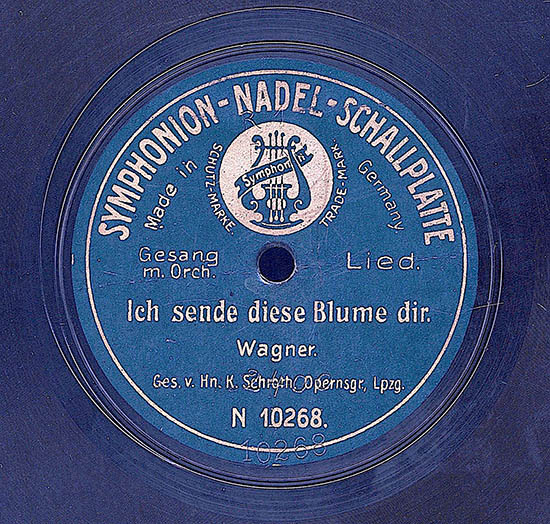 SYMPHONION-NADEL-SCHALLPLATTE
Made in Germany
SCHUTZ-MARKE.
TRADE-MARK.
Symphon
Gesang
m. Orch.
Lied.
Ich sende diese Blume dir.
Wagner.
Ges. v. Hn. K. Schroth, Opernsgr., Lpzg.
N 10268.
10268